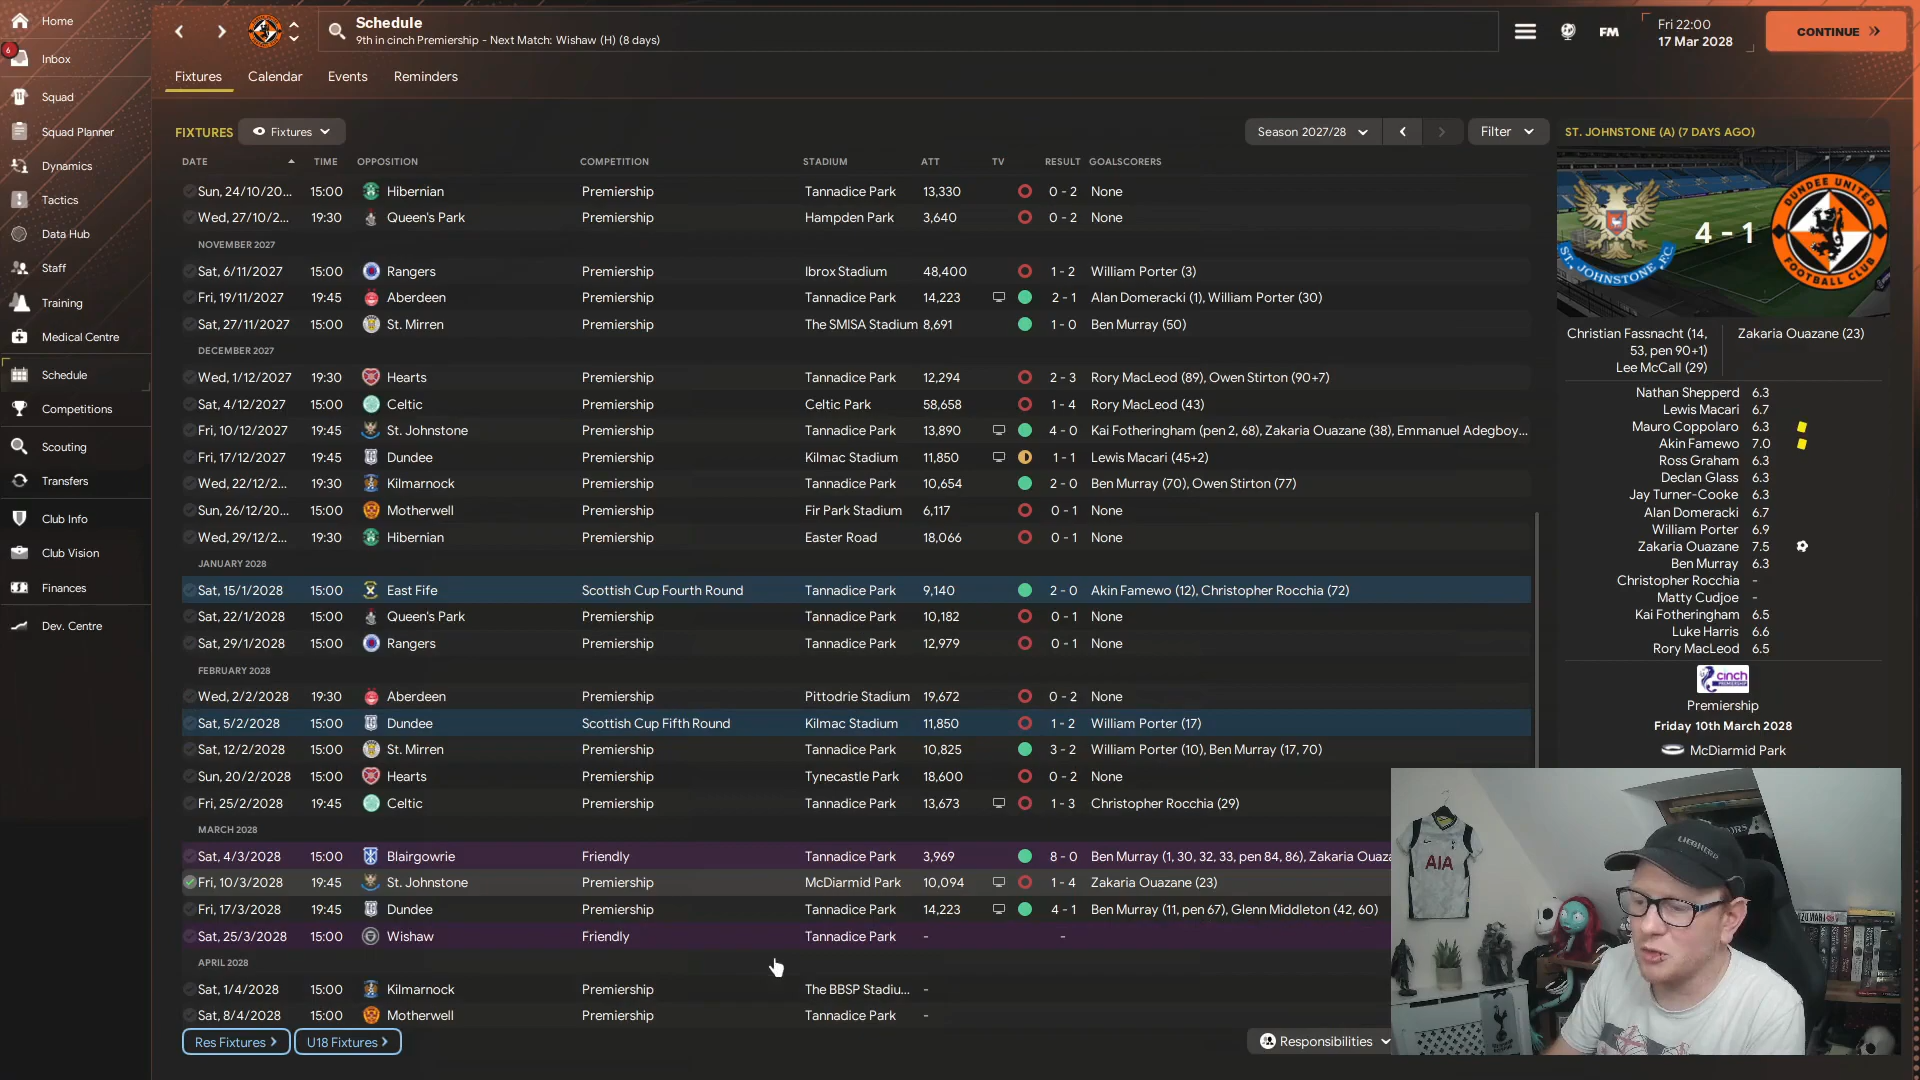 Home
6
Inbox
Squad
Squad Planner
Dynamics
Tactics
Data Hub
Staff
Training
Medical Centre
Schedule
Competitions
Scouting
Transfers
Club Info
Club Vision
Finances
Dev. Centre
Schedule
9th in cinch Premiership - Next Match: Wishaw (H) (8 days)
FM
Fri 22:00
17 Mar 2028
CONTINUE
Fixtures Calendar Events Reminders
FIXTURES Fixtures Season 2027/28 Filter
DATE TIME OPPOSITION COMPETITION STADIUM ATT TV RESULT GOALSCORERS
Sun, 24/10/20... 15:00 Hibernian Premiership Tannadice Park 13,330 0 - 2 None
Wed, 27/10/2... 19:30 Queen's Park Premiership Hampden Park 3,640 0 - 2 None
NOVEMBER 2027
Sat, 6/11/2027 15:00 Rangers Premiership Ibrox Stadium 48,400 1 - 2 William Porter (3)
Fri, 19/11/2027 19:45 Aberdeen Premiership Tannadice Park 14,223 2 - 1 Alan Domeracki (1), William Porter (30)
Sat, 27/11/2027 15:00 St. Mirren Premiership The SMISA Stadium 8,691 1 - 0 Ben Murray (50)
DECEMBER 2027
Wed, 1/12/2027 19:30 Hearts Premiership Tannadice Park 12,294 2 - 3 Rory MacLeod (89), Owen Stirton (90+7)
Sat, 4/12/2027 15:00 Celtic Premiership Celtic Park 58,658 1 - 4 Rory MacLeod (43)
Fri, 10/12/2027 19:45 St. Johnstone Premiership Tannadice Park 13,890 4 - 0 Kai Fotheringham (pen 2, 68), Zakaria Ouazane (38), Emmanuel Adegboy...
Fri, 17/12/2027 19:45 Dundee Premiership Kilmac Stadium 11,850 1 - 1 Lewis Macari (45+2)
Wed, 22/12/2... 19:30 Kilmarnock Premiership Tannadice Park 10,654 2 - 0 Ben Murray (70), Owen Stirton (77)
Sun, 26/12/20... 15:00 Motherwell Premiership Fir Park Stadium 6,117 0 - 1 None
Wed, 29/12/2... 19:30 Hibernian Premiership Easter Road 18,066 0 - 1 None
JANUARY 2028
Sat, 15/1/2028 15:00 East Fife Scottish Cup Fourth Round Tannadice Park 9,140 2 - 0 Akin Famewo (12), Christopher Rocchia (72)
Sat, 22/1/2028 15:00 Queen's Park Premiership Tannadice Park 10,182 0 - 1 None
Sat, 29/1/2028 15:00 Rangers Premiership Tannadice Park 12,979 0 - 1 None
FEBRUARY 2028
Wed, 2/2/2028 19:30 Aberdeen Premiership Pittodrie Stadium 19,672 0 - 2 None
Sat, 5/2/2028 15:00 Dundee Scottish Cup Fifth Round Kilmac Stadium 11,850 1 - 2 William Porter (17)
Sat, 12/2/2028 15:00 St. Mirren Premiership Tannadice Park 10,825 3 - 2 William Porter (10), Ben Murray (17, 70)
Sun, 20/2/2028 15:00 Hearts Premiership Tynecastle Park 18,600 0 - 2 None
Fri, 25/2/2028 19:45 Celtic Premiership Tannadice Park 13,673 1 - 3 Christopher Rocchia (29)
MARCH 2028
Sat, 4/3/2028 15:00 Blairgowrie Friendly Tannadice Park 3,969 8 - 0 Ben Murray (1, 30, 32, 33, pen 84, 86), Zakaria Ouaza
Fri, 10/3/2028 19:45 St. Johnstone Premiership McDiarmid Park 10,094 1 - 4 Zakaria Ouazane (23)
Fri, 17/3/2028 19:45 Dundee Premiership Tannadice Park 14,223 4 - 1 Ben Murray (11, pen 67), Glenn Middleton (42, 60)
Sat, 25/3/2028 15:00 Wishaw Friendly Tannadice Park - -
APRIL 2028
Sat, 1/4/2028 15:00 Kilmarnock Premiership The BBSP Stadiu... -
Sat, 8/4/2028 15:00 Motherwell Premiership Tannadice Park -
Res Fixtures U18 Fixtures Responsibilities
ST. JOHNSTONE (A) (7 DAYS AGO)
ST. JOHNSTONE F.C.
4 - 1
DUNDEE UNITED
FOOTBALL CLUB
Christian Fassnacht (14,
53, pen 90+1)
Lee McCall (29)
Zakaria Ouazane (23)
Nathan Shepperd 6.3
Lewis Macari 6.7
Mauro Coppolaro 6.3
Akin Famewo 7.0
Ross Graham 6.3
Declan Glass 6.3
Jay Turner-Cooke 6.3
Alan Domeracki 6.7
William Porter 6.9
Zakaria Ouazane 7.5
Ben Murray 6.3
Christopher Rocchia -
Matty Cudjoe -
Kai Fotheringham 6.5
Luke Harris 6.6
Rory MacLeod 6.5
cinch
Premiership
Friday 10th March 2028
McDiarmid Park
AIA
LIEBHERR